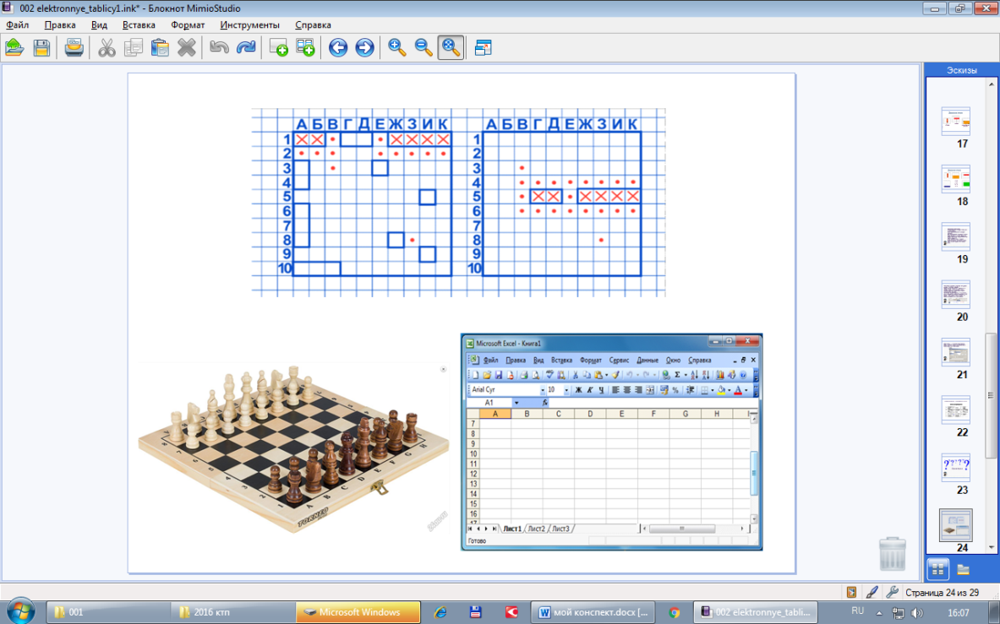 002 elektronnye_tablicy1.ink* - Блокнот MimioStudio
Файл Правка Вид Вставка Формат Инструменты Справка
Эскизы
А Б В Г Д Е Ж З И К
1
2
3
4
5
6
7
8
9
10
А Б В Г Д Е Ж З И К
1
2
3
4
5
6
7
8
9
10
17
18
19
20
21
22
23
24
Microsoft Excel - Книга1
Файл Правка Вид Вставка Формат Сервис Данные Окно Справка
Arial Cyr 10 Ж К Ч
A1 fx
A B C D E F G H I
7
8
9
10
11
12
13
14
15
16
17
Лист1 Лист2 Лист3
Готово
TORNEO
A B C D E F G H
Страница 24 из 29
001 2016 ктп Microsoft Windows мой конспект.docx [... 002 elektronnye_tabli... RU 16:07